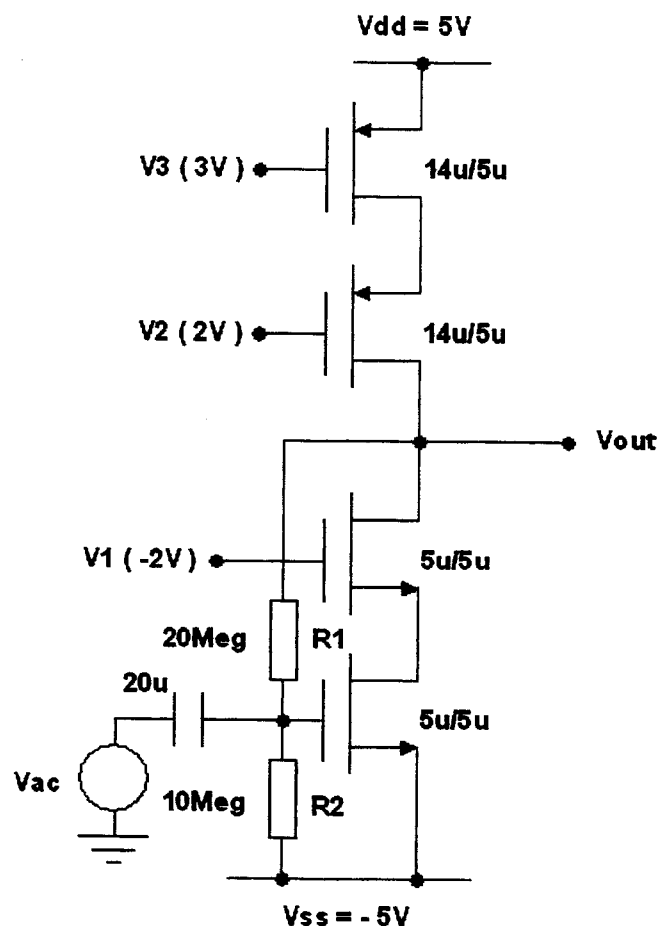 Vdd = 5V
V3 ( 3V )
14u/5u
V2 ( 2V )
14u/5u
Vout
V1 ( -2V )
5u/5u
20Meg
R1
20u
5u/5u
Vac
10Meg
R2
Vss = - 5V